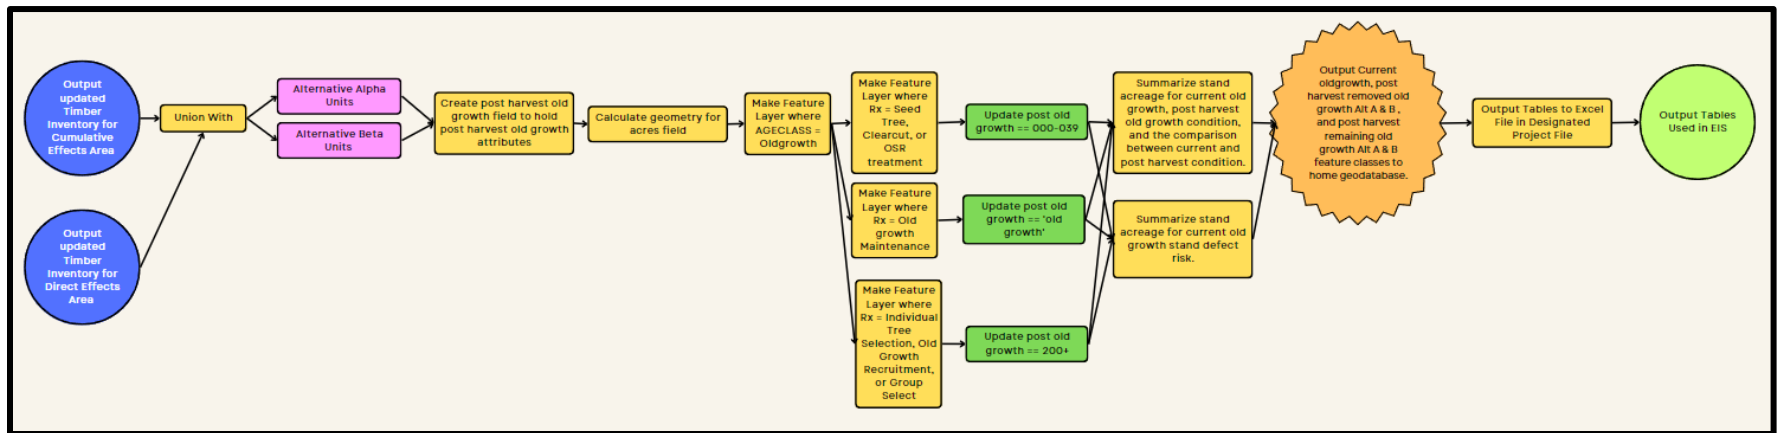 Output
updated
Timber
Inventory for
Cumulative
Effects Area
Output
updated
Timber
Inventory for
Direct Effects
Area
Union With
Alternative Alpha
Units
Alternative Beta
Units
Create post harvest old
growth field to hold
post harvest old growth
attributes
Calculate geometry for
acres field
Make Feature
Layer where
AGECLASS =
Oldgrowth
Make Feature
Layer where
Rx = Seed
Tree,
Clearcut, or
OSR
treatment
Make Feature
Layer where
Rx = Old
growth
Maintenance
Make Feature
Layer where
Rx = Individual
Tree
Selection, Old
Growth
Recruitment,
or Group
Select
Update post old
growth == 000-039
Update post old
growth == 'old
growth'
Update post old
growth == 200+
Summarize stand
acreage for current old
growth, post harvest
old growth condition,
and the comparison
between current and
post harvest condition.
Summarize stand
acreage for current old
growth stand defect
risk.
Output Current
oldgrowth, post
harvest removed old
growth Alt A & B ,
and post harvest
remaining old
growth Alt A & B
feature classes to
home geodatabase.
Output Tables to Excel
File in Designated
Project File
Output Tables
Used in EIS